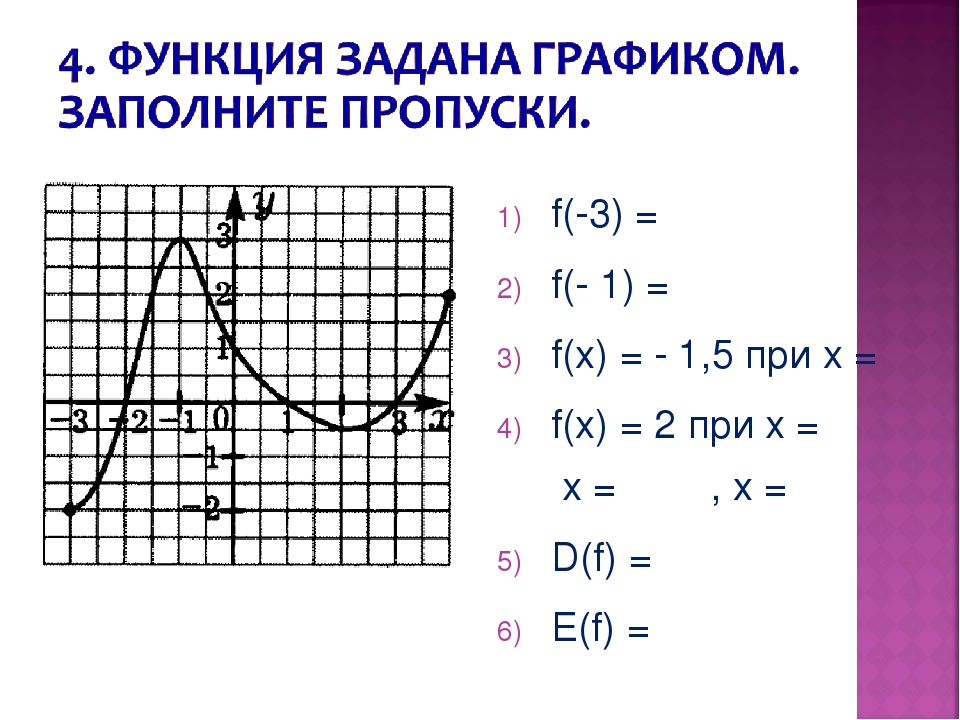 4. ФУНКЦИЯ ЗАДАНА ГРАФИКОМ.
ЗАПОЛНИТЕ ПРОПУСКИ.
y
3
2
1
−3 −2 −1 0 1 3 x
−1
−2
1) f(-3) =
2) f(- 1) =
3) f(x) = - 1,5 при x =
4) f(x) = 2 при x =
x = , x =
5) D(f) =
6) E(f) =